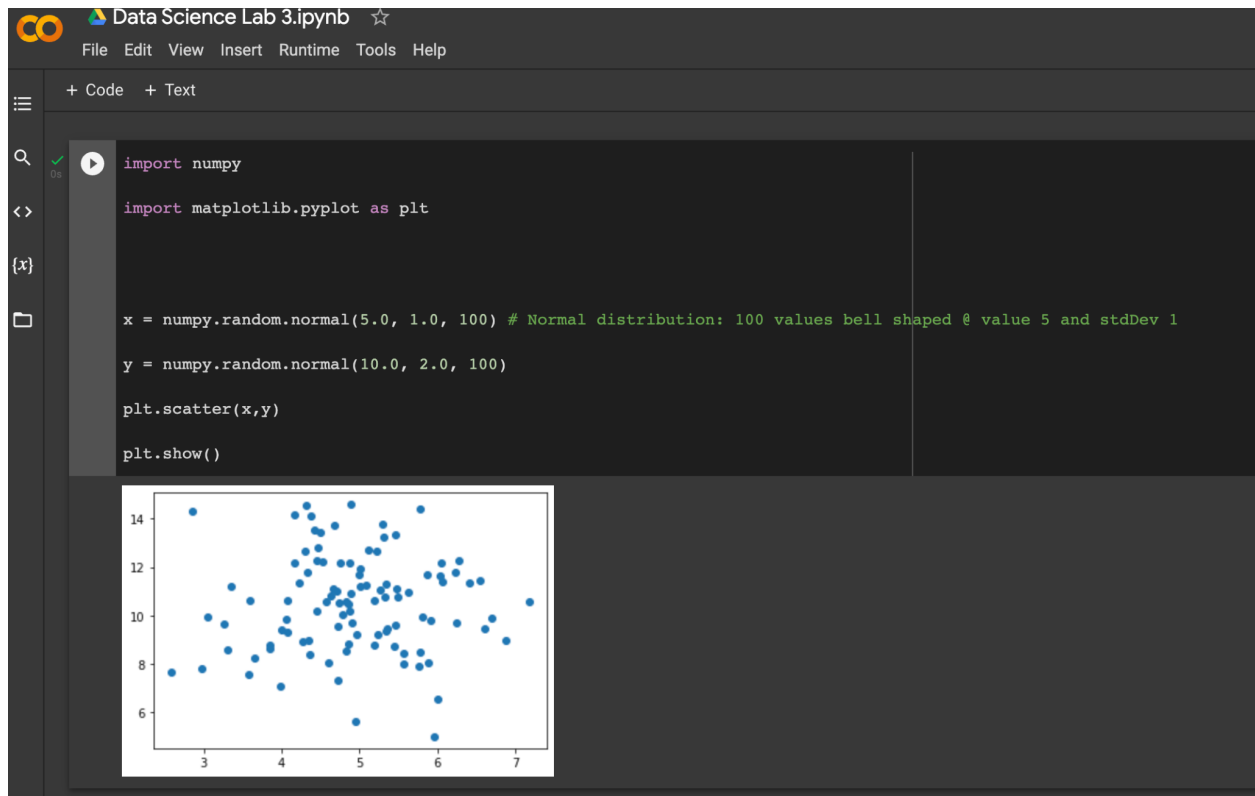 Data Science Lab 3.ipynb
File Edit View Insert Runtime Tools Help
+ Code + Text
{x}
0s
import numpy
import matplotlib.pyplot as plt
x = numpy.random.normal(5.0, 1.0, 100) # Normal distribution: 100 values bell shaped @ value 5 and stdDev 1
y = numpy.random.normal(10.0, 2.0, 100)
plt.scatter(x,y)
plt.show()
14
12
10
8
6
3 4 5 6 7